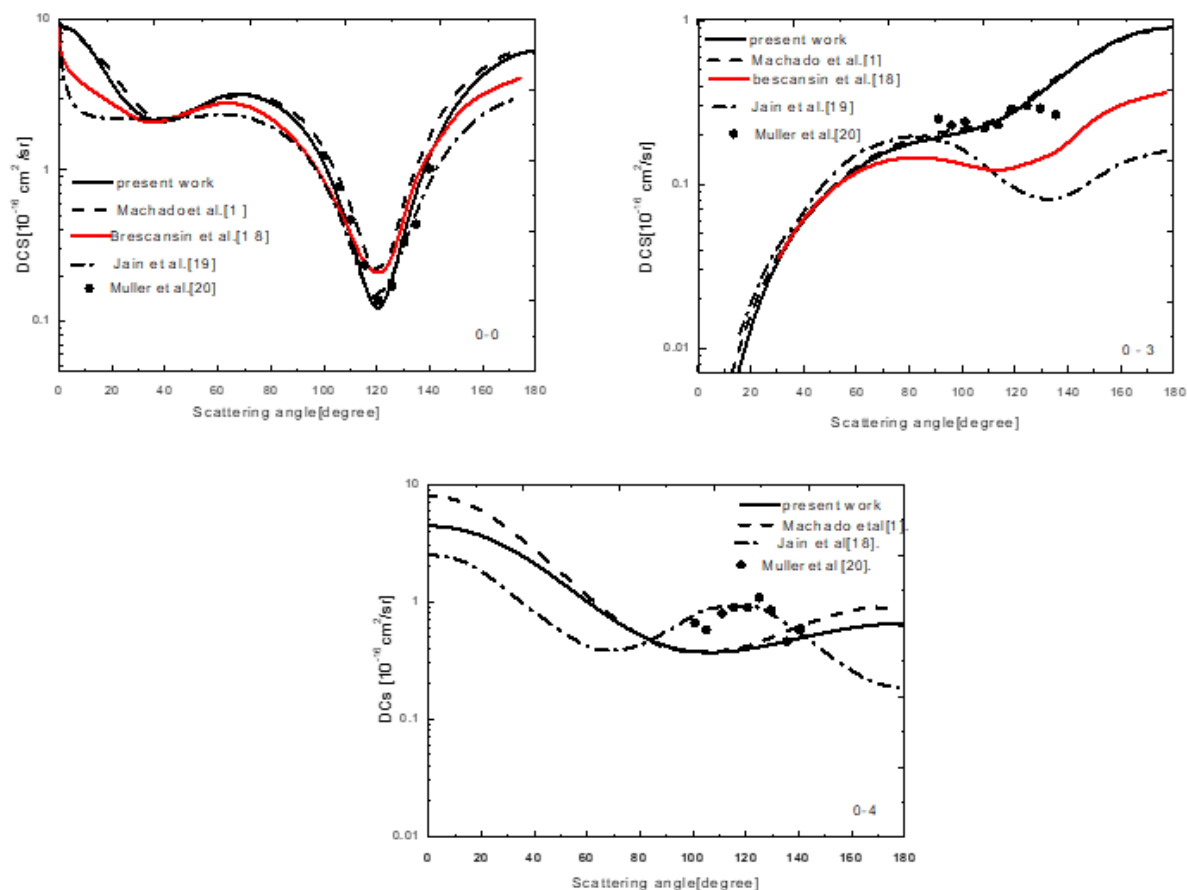 10
1
0.1
DCS[10⁻¹⁶ cm²/sr]
present work
Machadoet al.[1 ]
Brescansin et al.[1 8]
Jain et al.[19]
Muller et al.[20]
0-0
0 20 40 60 80 100 120 140 160 180
Scattering angle[degree]
1
0.1
0.01
DCS[10⁻¹⁶ cm²/sr]
present work
Machado et al.[1]
bescansin et al.[18]
Jain et al.[19]
Muller et al.[20]
0 - 3
0 20 40 60 80 100 120 140 160 180
Scattering angle[degree]
10
1
0.1
0.01
DCs [10⁻¹⁶ cm²/sr]
present work
Machado etal[1].
Jain et al[18].
Muller et al [20].
0-4
0 20 40 60 80 100 120 140 160 180
Scattering angle[degree]